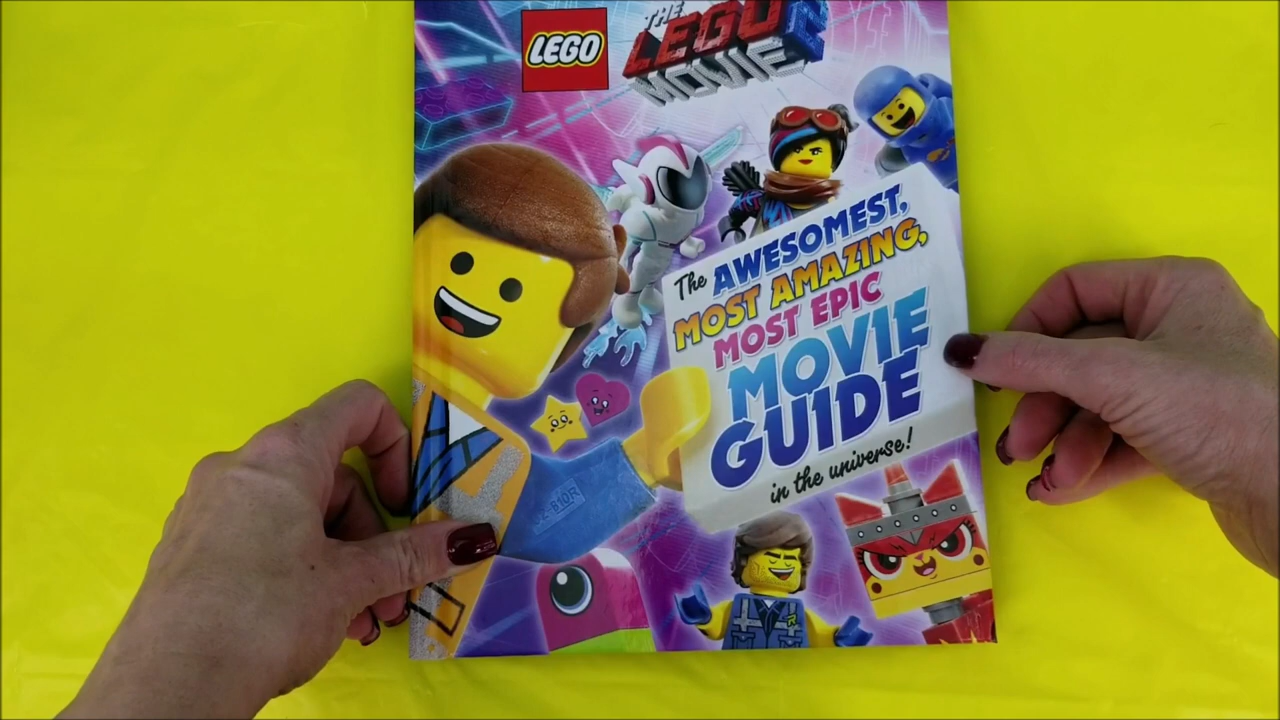 LEGO
THE
LEGO 2
MOVIE
The AWESOMEST,
MOST AMAZING,
MOST EPIC
MOVIE
GUIDE
in the universe!